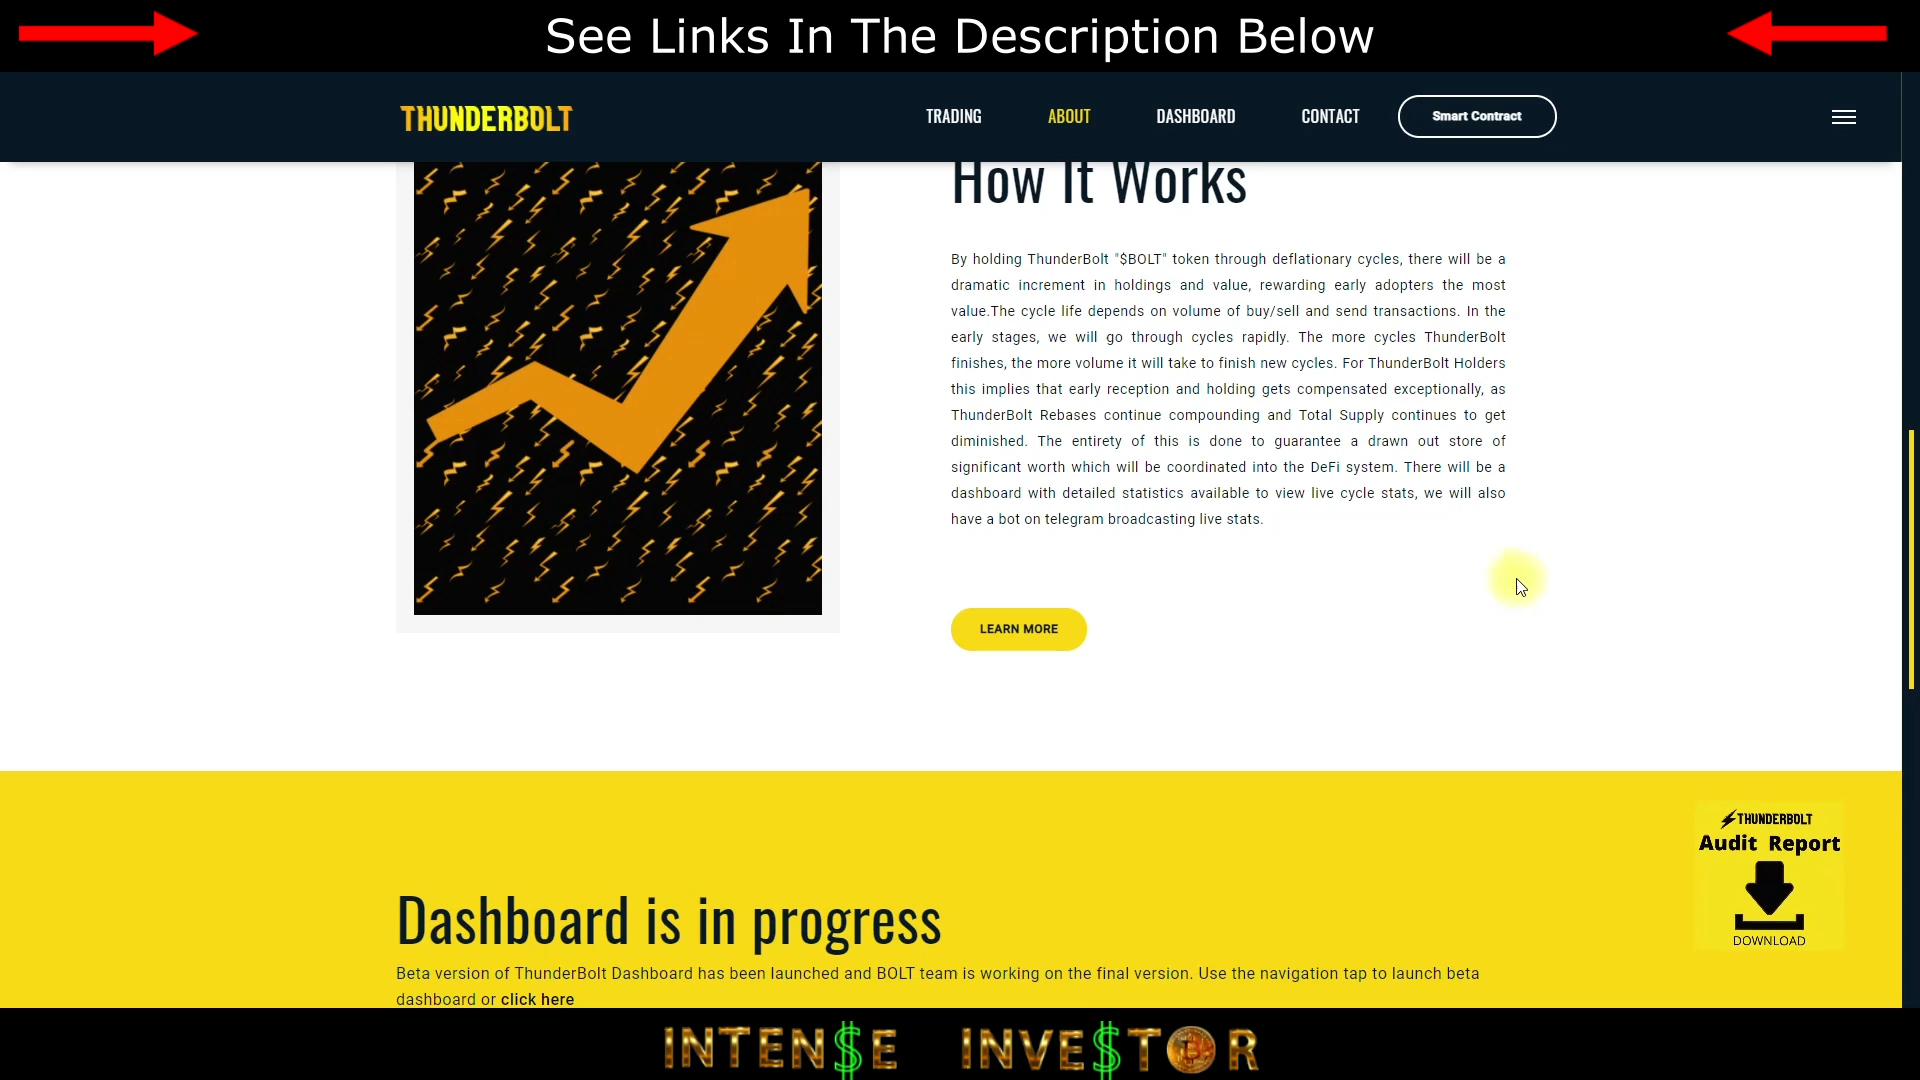 See Links In The Description Below
THUNDERBOLT
TRADING
ABOUT
DASHBOARD
CONTACT
Smart Contract
How It Works
By holding ThunderBolt "$BOLT" token through deflationary cycles, there will be a
dramatic increment in holdings and value, rewarding early adopters the most
value.The cycle life depends on volume of buy/sell and send transactions. In the
early stages, we will go through cycles rapidly. The more cycles ThunderBolt
finishes, the more volume it will take to finish new cycles. For ThunderBolt Holders
this implies that early reception and holding gets compensated exceptionally, as
ThunderBolt Rebases continue compounding and Total Supply continues to get
diminished. The entirety of this is done to guarantee a drawn out store of
significant worth which will be coordinated into the DeFi system. There will be a
dashboard with detailed statistics available to view live cycle stats, we will also
have a bot on telegram broadcasting live stats.
LEARN MORE
THUNDERBOLT
Audit Report
DOWNLOAD
Dashboard is in progress
Beta version of ThunderBolt Dashboard has been launched and BOLT team is working on the final version. Use the navigation tap to launch beta
dashboard or click here
INTEN$E INVE$TOR